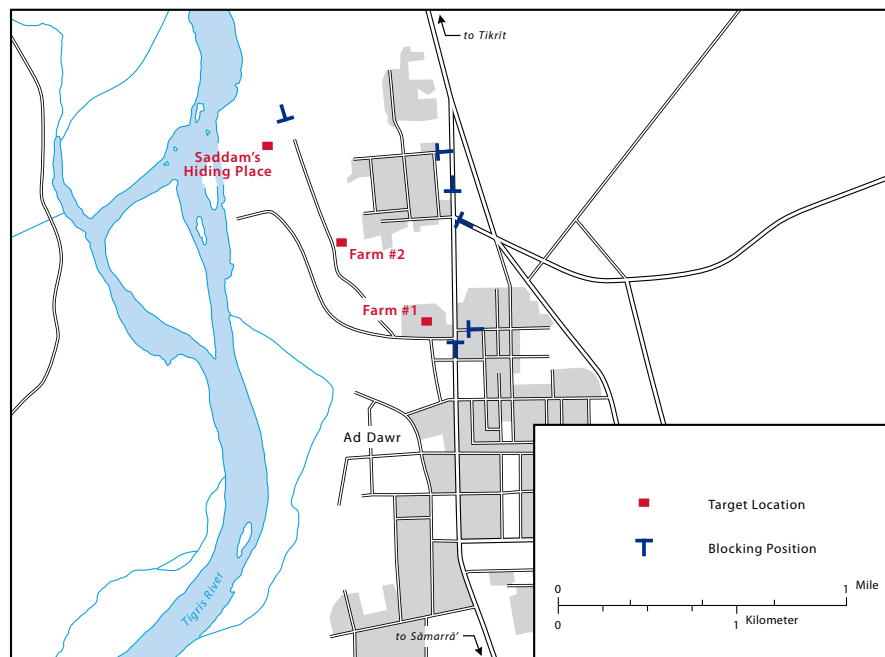 to Tikrīt
Saddam's
Hiding Place
Farm #2
Farm #1
Ad Dawr
Tigris River
to Sāmarrā'
Target Location
Blocking Position
0 1 Mile
0 1 Kilometer